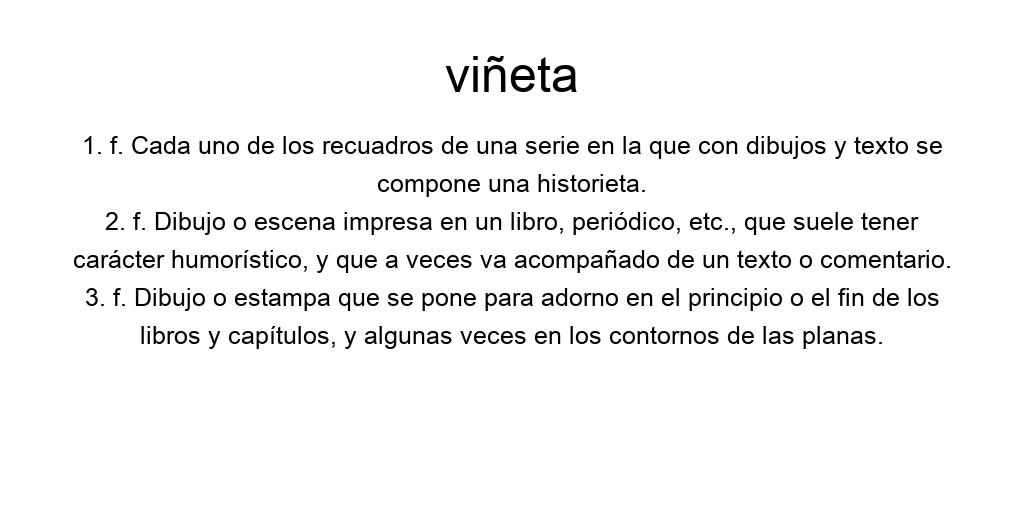 viñeta
1. f. Cada uno de los recuadros de una serie en la que con dibujos y texto se
compone una historieta.
2. f. Dibujo o escena impresa en un libro, periódico, etc., que suele tener
carácter humorístico, y que a veces va acompañado de un texto o comentario.
3. f. Dibujo o estampa que se pone para adorno en el principio o el fin de los
libros y capítulos, y algunas veces en los contornos de las planas.